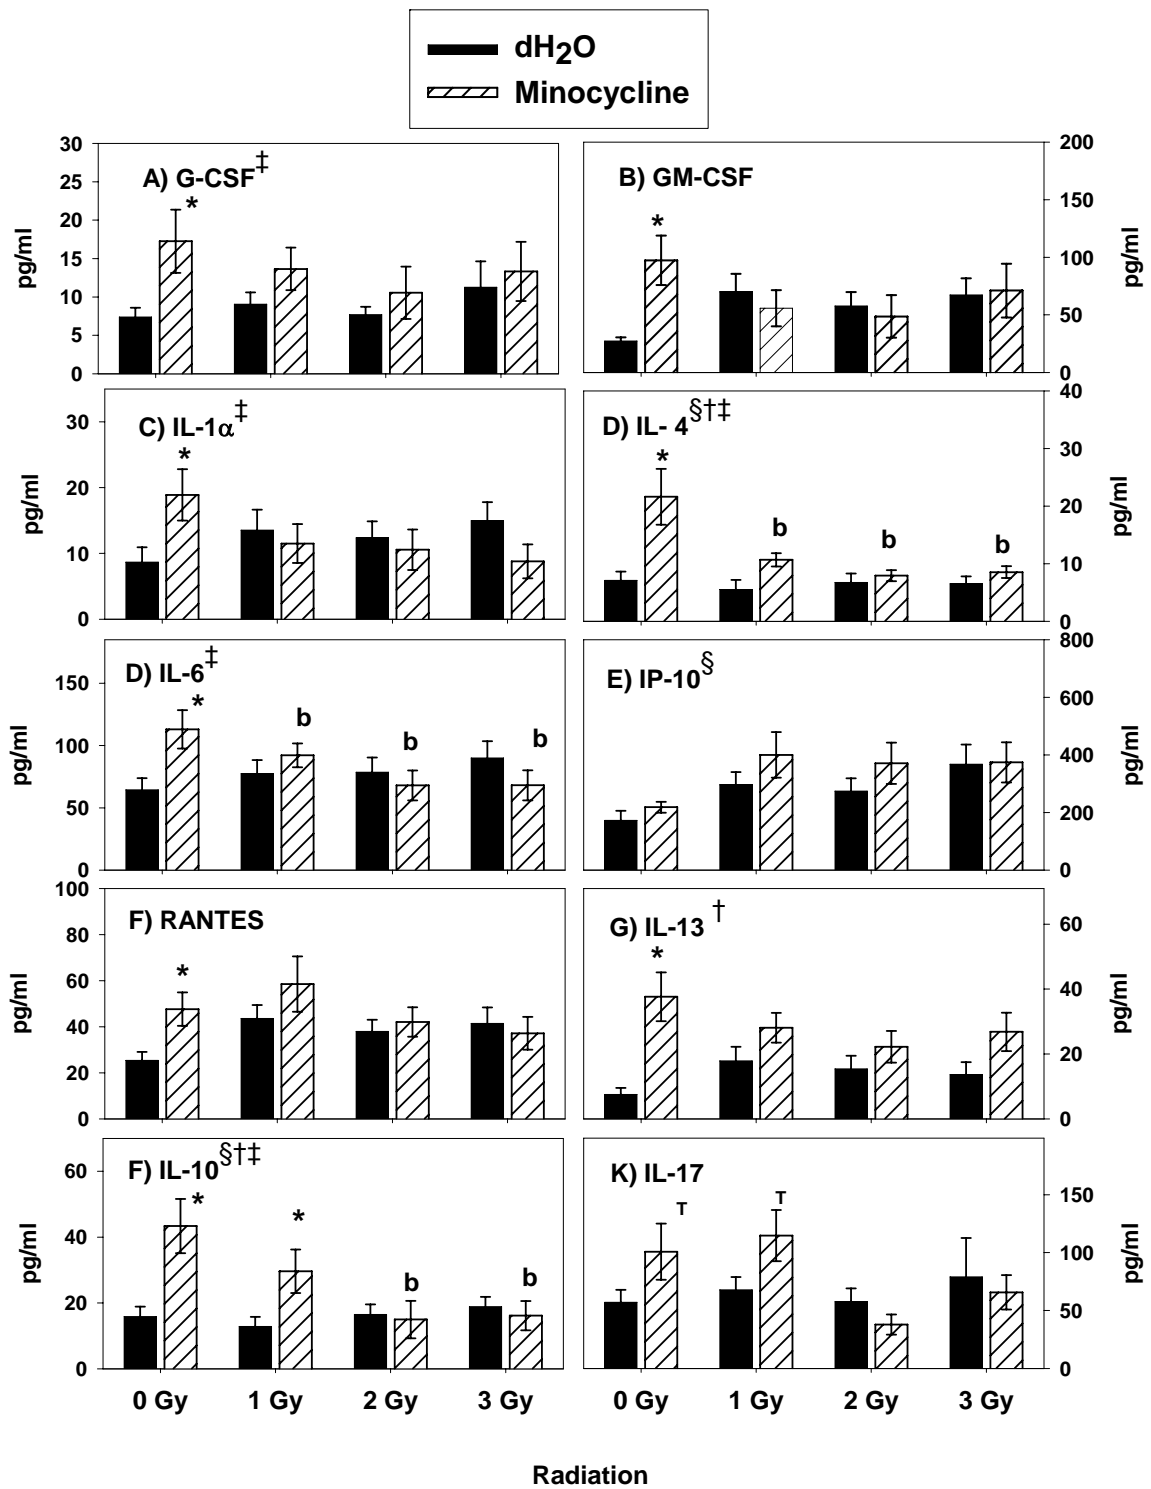 dH2O
Minocycline
30
25
20
15
10
5
0
pg/ml
A) G-CSF‡
*
B) GM-CSF
*
200
150
100
50
0
pg/ml
30
20
10
0
pg/ml
C) IL-1α‡
*
D) IL- 4§†‡
*
b
b
b
40
30
20
10
0
pg/ml
150
100
50
0
pg/ml
D) IL-6‡
*
b
b
b
E) IP-10§
800
600
400
200
0
pg/ml
100
80
60
40
20
0
pg/ml
F) RANTES
*
G) IL-13 †
*
60
40
20
0
pg/ml
60
40
20
0
pg/ml
F) IL-10§†‡
*
*
b
b
K) IL-17
T
T
150
100
50
0
pg/ml
0 Gy 1 Gy 2 Gy 3 Gy
0 Gy 1 Gy 2 Gy 3 Gy
Radiation